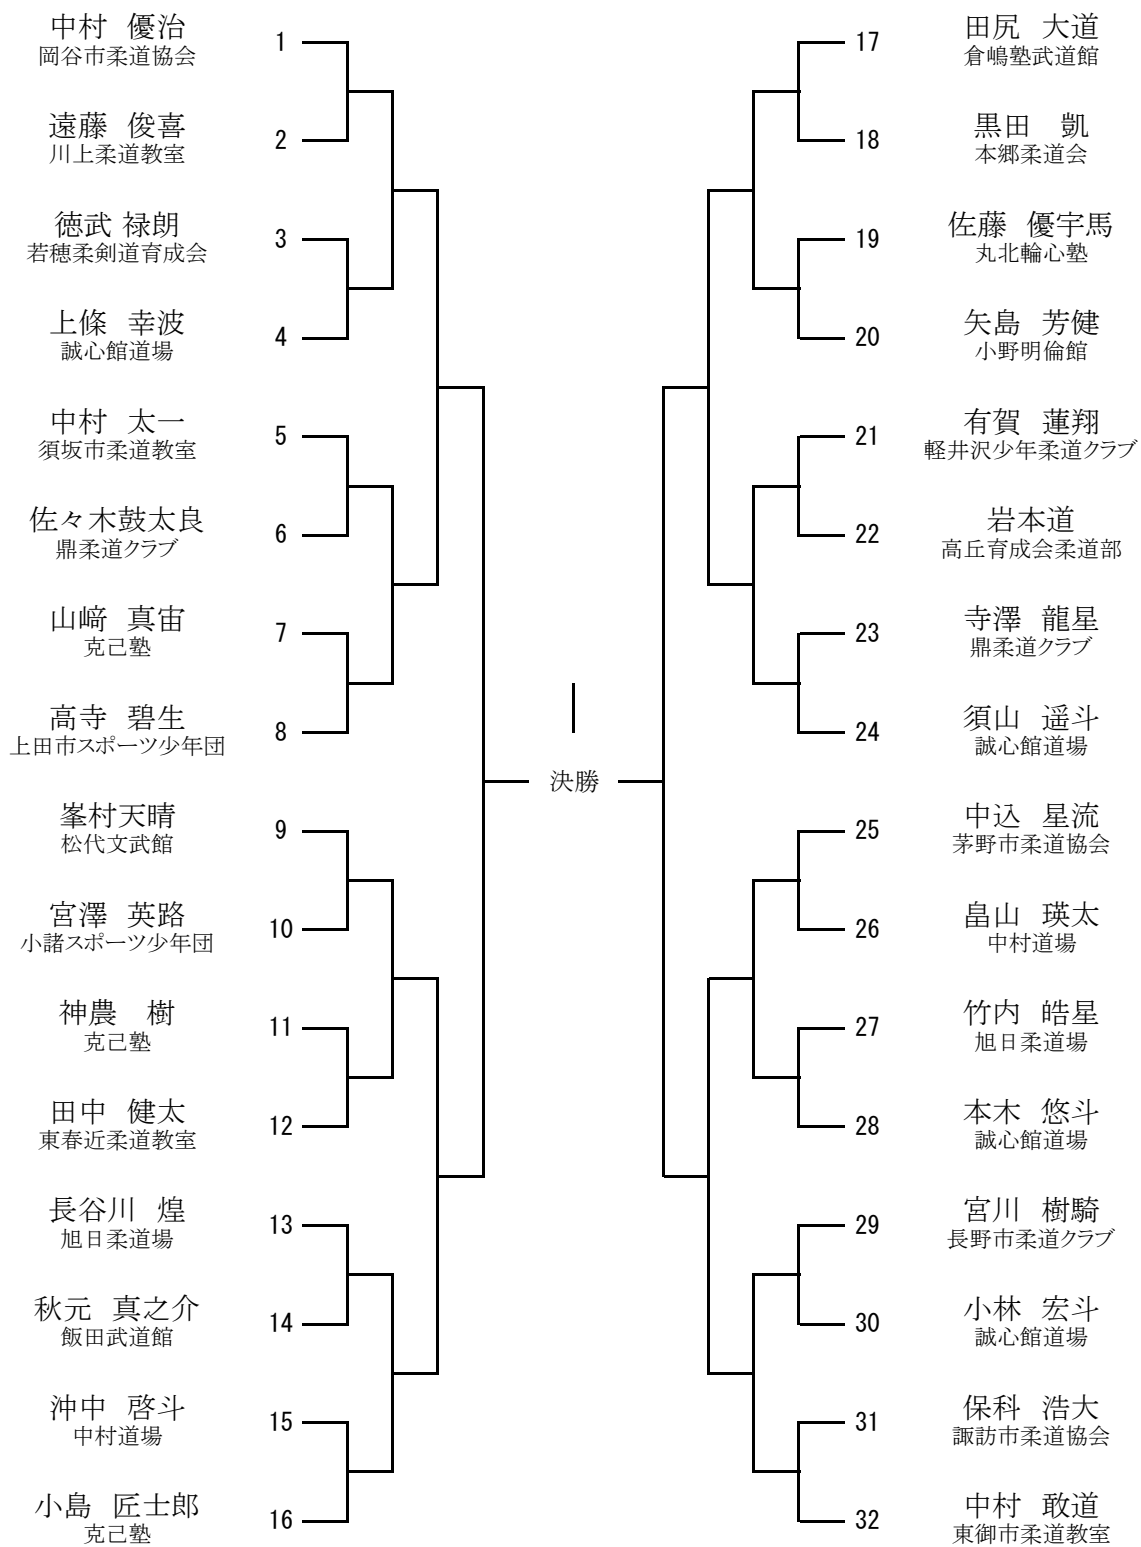 中村 優治
岡谷市柔道協会
1
遠藤 俊喜
川上柔道教室
2
徳武 禄朗
若穂柔剣道育成会
3
上條 幸波
誠心館道場
4
中村 太一
須坂市柔道教室
5
佐々木鼓太良
鼎柔道クラブ
6
山﨑 真宙
克己塾
7
高寺 碧生
上田市スポーツ少年団
8
峯村天晴
松代文武館
9
宮澤 英路
小諸スポーツ少年団
10
神農 樹
克己塾
11
田中 健太
東春近柔道教室
12
長谷川 煌
旭日柔道場
13
秋元 真之介
飯田武道館
14
沖中 啓斗
中村道場
15
小島 匠士郎
克己塾
16
決勝
17
田尻 大道
倉嶋塾武道館
18
黒田 凱
本郷柔道会
19
佐藤 優宇馬
丸北輪心塾
20
矢島 芳健
小野明倫館
21
有賀 蓮翔
軽井沢少年柔道クラブ
22
岩本道
高丘育成会柔道部
23
寺澤 龍星
鼎柔道クラブ
24
須山 遥斗
誠心館道場
25
中込 星流
茅野市柔道協会
26
畠山 瑛太
中村道場
27
竹内 皓星
旭日柔道場
28
本木 悠斗
誠心館道場
29
宮川 樹騎
長野市柔道クラブ
30
小林 宏斗
誠心館道場
31
保科 浩大
諏訪市柔道協会
32
中村 敢道
東御市柔道教室